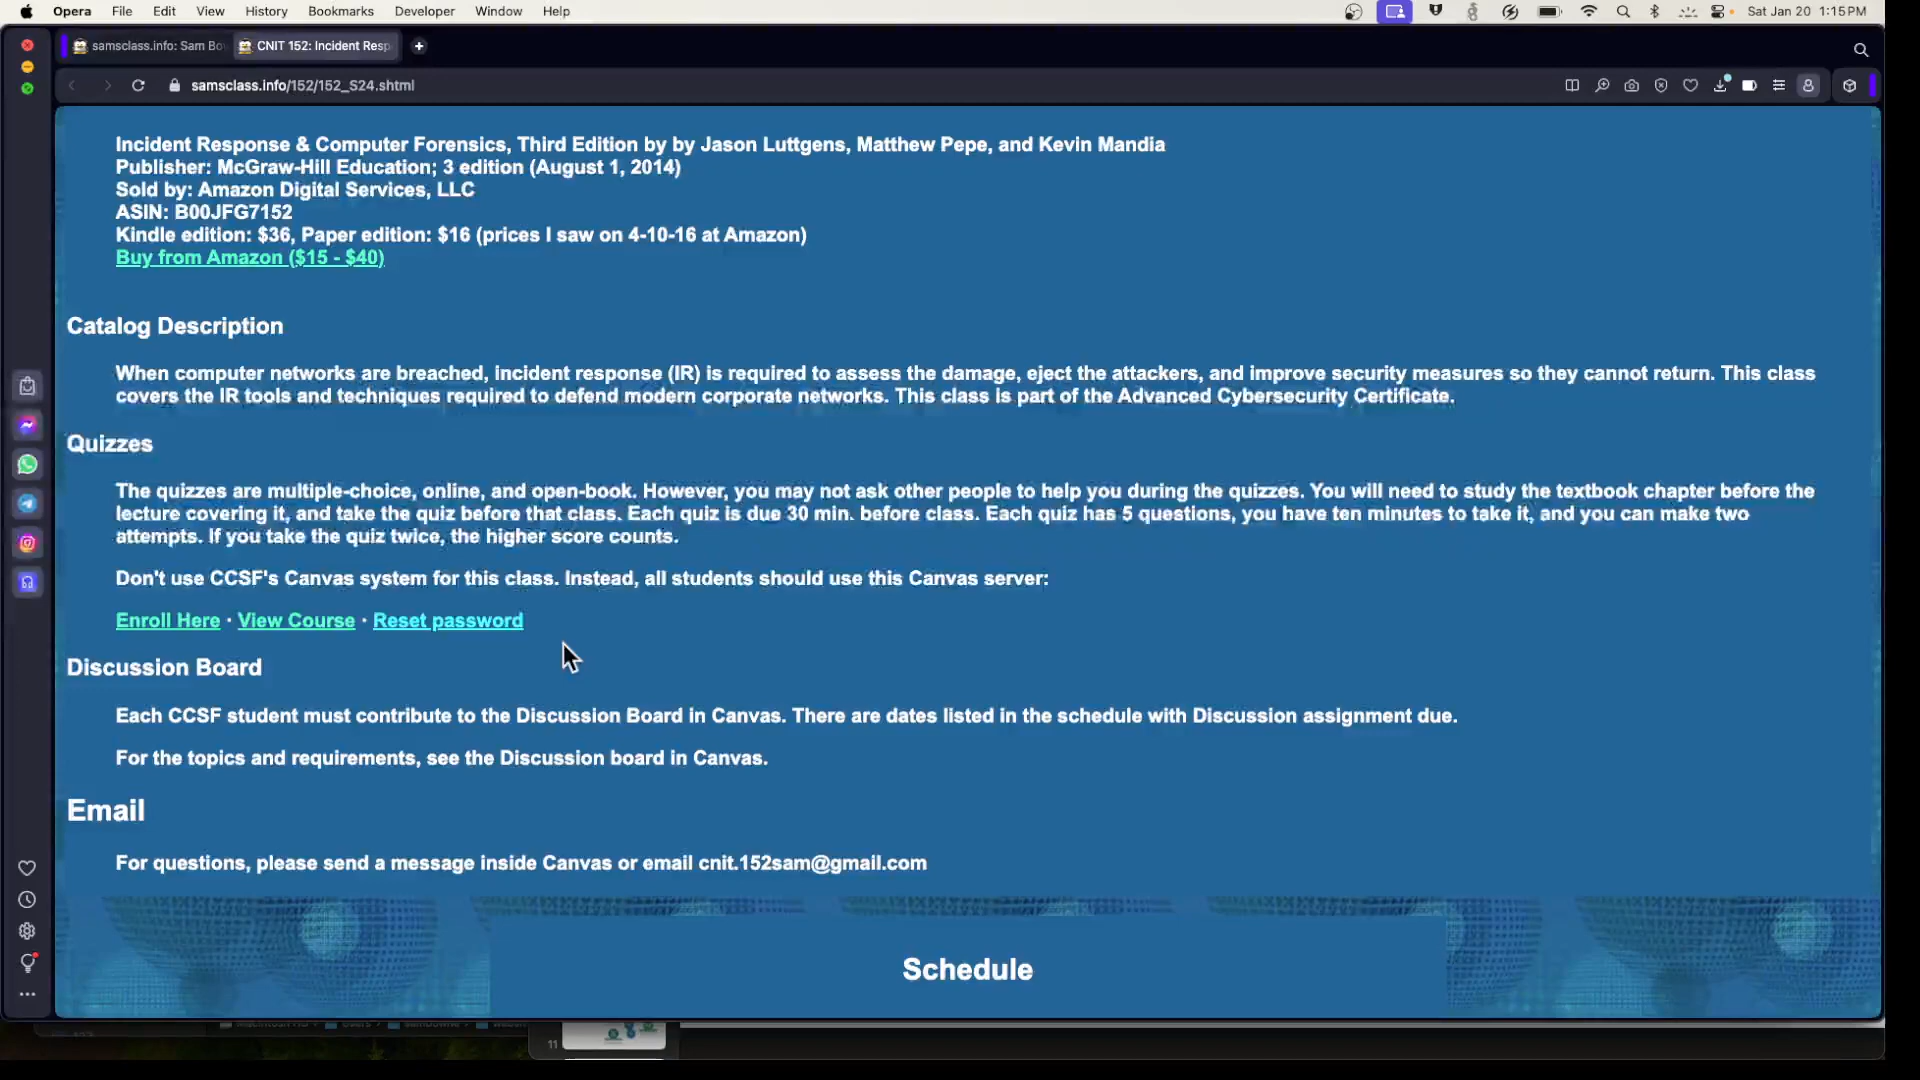 Opera File Edit View History Bookmarks Developer Window Help Sat Jan 20 1:15 PM
samsclass.info: Sam Bo CNIT 152: Incident Resp
samsclass.info/152/152_S24.shtml
Incident Response & Computer Forensics, Third Edition by by Jason Luttgens, Matthew Pepe, and Kevin Mandia
Publisher: McGraw-Hill Education; 3 edition (August 1, 2014)
Sold by: Amazon Digital Services, LLC
ASIN: B00JFG7152
Kindle edition: $36, Paper edition: $16 (prices I saw on 4-10-16 at Amazon)
Buy from Amazon ($15 - $40)
Catalog Description
When computer networks are breached, incident response (IR) is required to assess the damage, eject the attackers, and improve security measures so they cannot return. This class
covers the IR tools and techniques required to defend modern corporate networks. This class is part of the Advanced Cybersecurity Certificate.
Quizzes
The quizzes are multiple-choice, online, and open-book. However, you may not ask other people to help you during the quizzes. You will need to study the textbook chapter before the
lecture covering it, and take the quiz before that class. Each quiz is due 30 min. before class. Each quiz has 5 questions, you have ten minutes to take it, and you can make two
attempts. If you take the quiz twice, the higher score counts.
Don't use CCSF's Canvas system for this class. Instead, all students should use this Canvas server:
Enroll Here · View Course · Reset password
Discussion Board
Each CCSF student must contribute to the Discussion Board in Canvas. There are dates listed in the schedule with Discussion assignment due.
For the topics and requirements, see the Discussion board in Canvas.
Email
For questions, please send a message inside Canvas or email cnit.152sam@gmail.com
Schedule
11